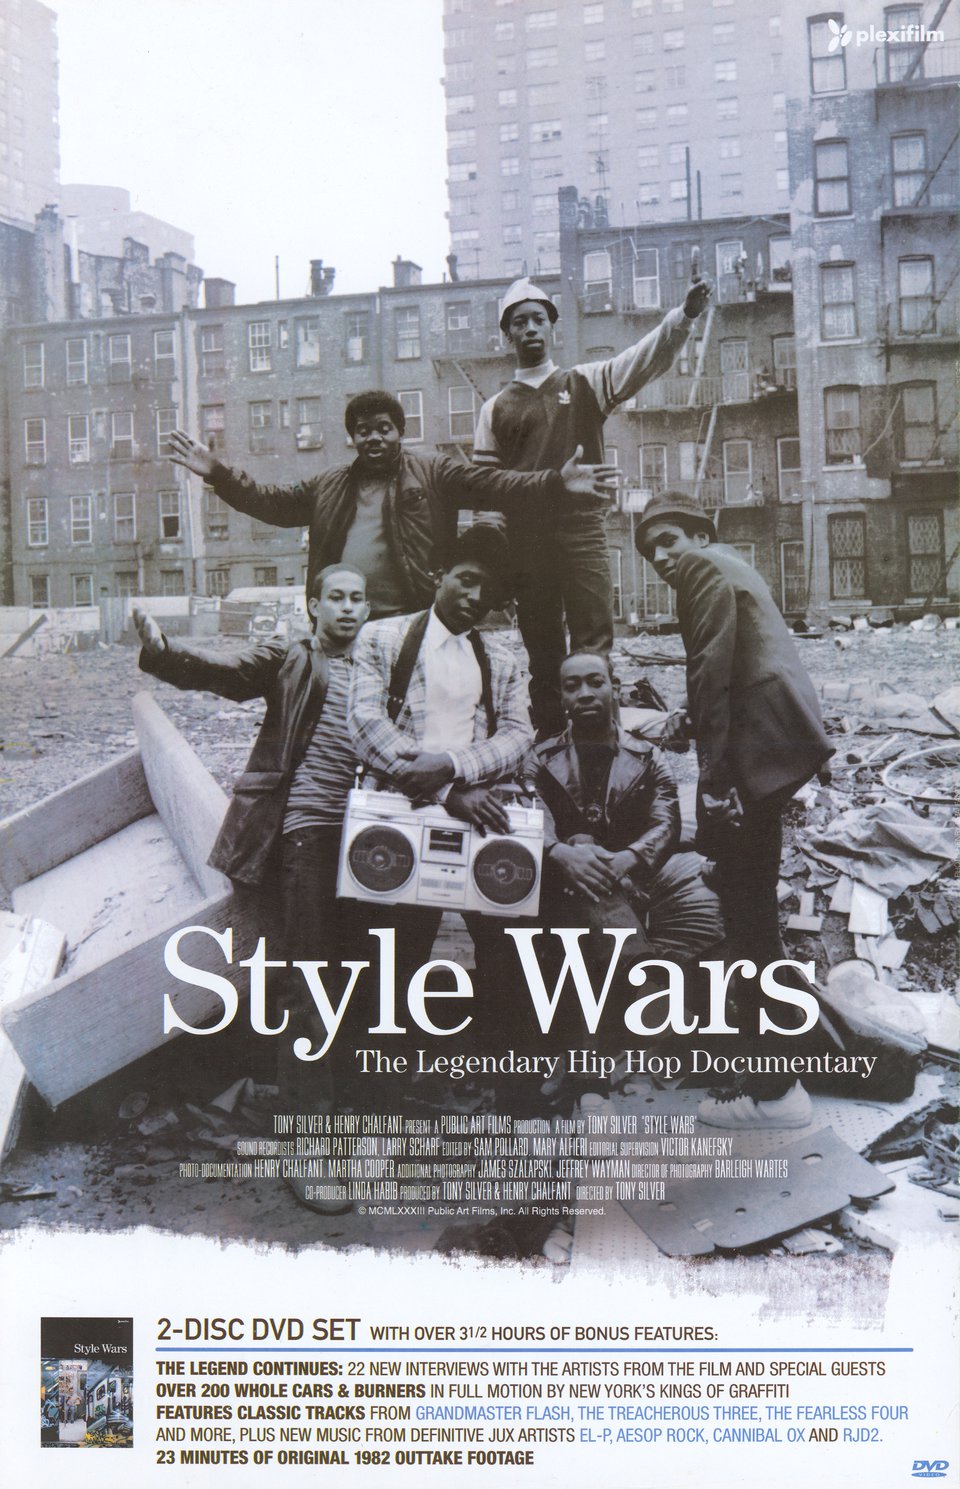 plexifilm
Style Wars
The Legendary Hip Hop Documentary
TONY SILVER & HENRY CHALFANT PRESENT A PUBLIC ART FILMS PRODUCTION A FILM BY TONY SILVER "STYLE WARS"
SOUND RECORDISTS RICHARD PATTERSON, LARRY SCHARF EDITED BY SAM POLLARD, MARY ALFIERI EDITORIAL SUPERVISION VICTOR KANEFSKY
PHOTO-DOCUMENTATION HENRY CHALFANT, MARTHA COOPER ADDITIONAL PHOTOGRAPHY JAMES SZALAPSKI, JEFFREY WAYMAN DIRECTOR OF PHOTOGRAPHY BARLEIGH WARTES
CO-PRODUCER LINDA HABIB PRODUCED BY TONY SILVER & HENRY CHALFANT DIRECTED BY TONY SILVER
© MCMLXXXIII Public Art Films, Inc. All Rights Reserved.
2-DISC DVD SET WITH OVER 3 1/2 HOURS OF BONUS FEATURES:
Style Wars
THE LEGEND CONTINUES: 22 NEW INTERVIEWS WITH THE ARTISTS FROM THE FILM AND SPECIAL GUESTS
OVER 200 WHOLE CARS & BURNERS IN FULL MOTION BY NEW YORK'S KINGS OF GRAFFITI
FEATURES CLASSIC TRACKS FROM GRANDMASTER FLASH, THE TREACHEROUS THREE, THE FEARLESS FOUR
AND MORE, PLUS NEW MUSIC FROM DEFINITIVE JUX ARTISTS EL-P, AESOP ROCK, CANNIBAL OX AND RJD2.
23 MINUTES OF ORIGINAL 1982 OUTTAKE FOOTAGE
DVD
VIDEO